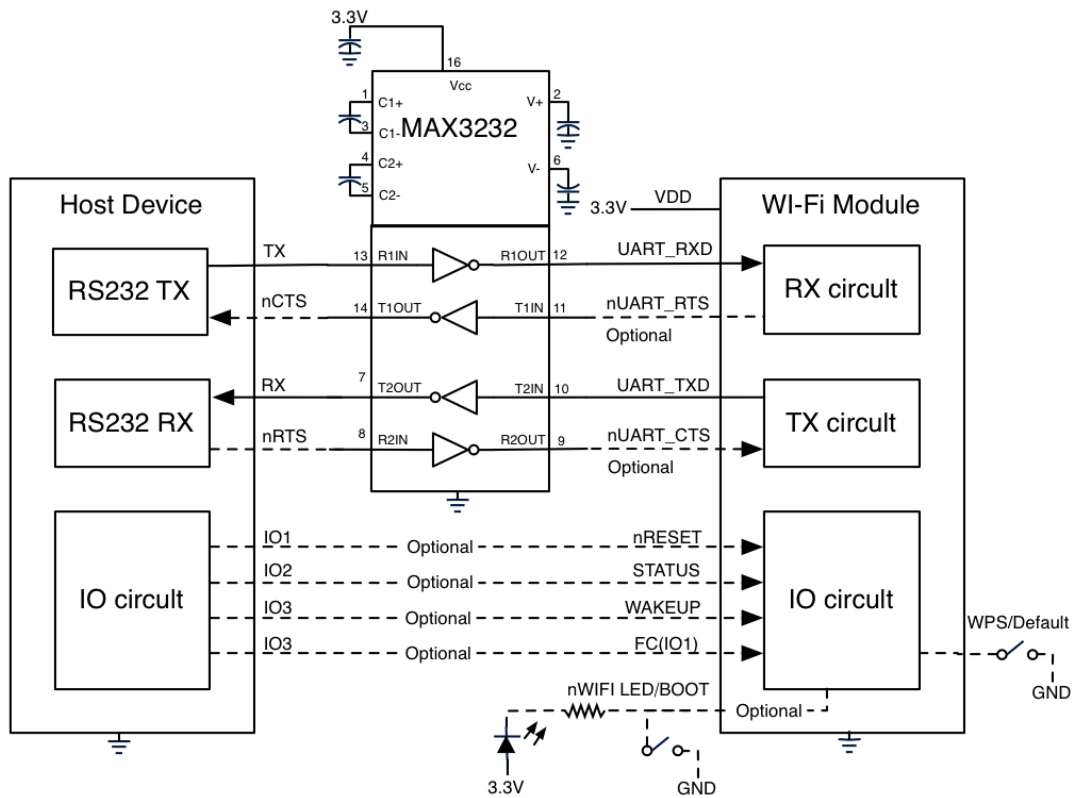 3.3V
16
Vcc
1 C1+ V+ 2
MAX3232
3 C1-
4 C2+ V- 6
5 C2-
Host Device
3.3V VDD
WI-Fi Module
RS232 TX
TX 13 R1IN R1OUT 12 UART_RXD
RX circult
nCTS 14 T1OUT T1IN 11 nUART_RTS
Optional
RS232 RX
RX 7 T2OUT T2IN 10 UART_TXD
TX circult
nRTS 8 R2IN R2OUT 9 nUART_CTS
Optional
IO circult
IO1 Optional nRESET
IO2 Optional STATUS
IO3 Optional WAKEUP
IO3 Optional FC(IO1)
IO circult
WPS/Default
GND
nWIFI LED/BOOT
Optional
3.3V
GND